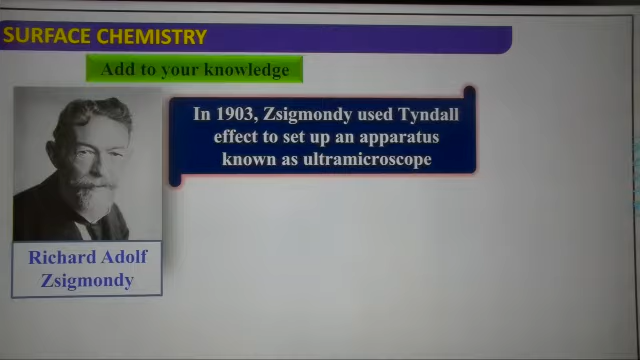 SURFACE CHEMISTRY
Add to your knowledge
In 1903, Zsigmondy used Tyndall
effect to set up an apparatus
known as ultramicroscope
Richard Adolf
Zsigmondy